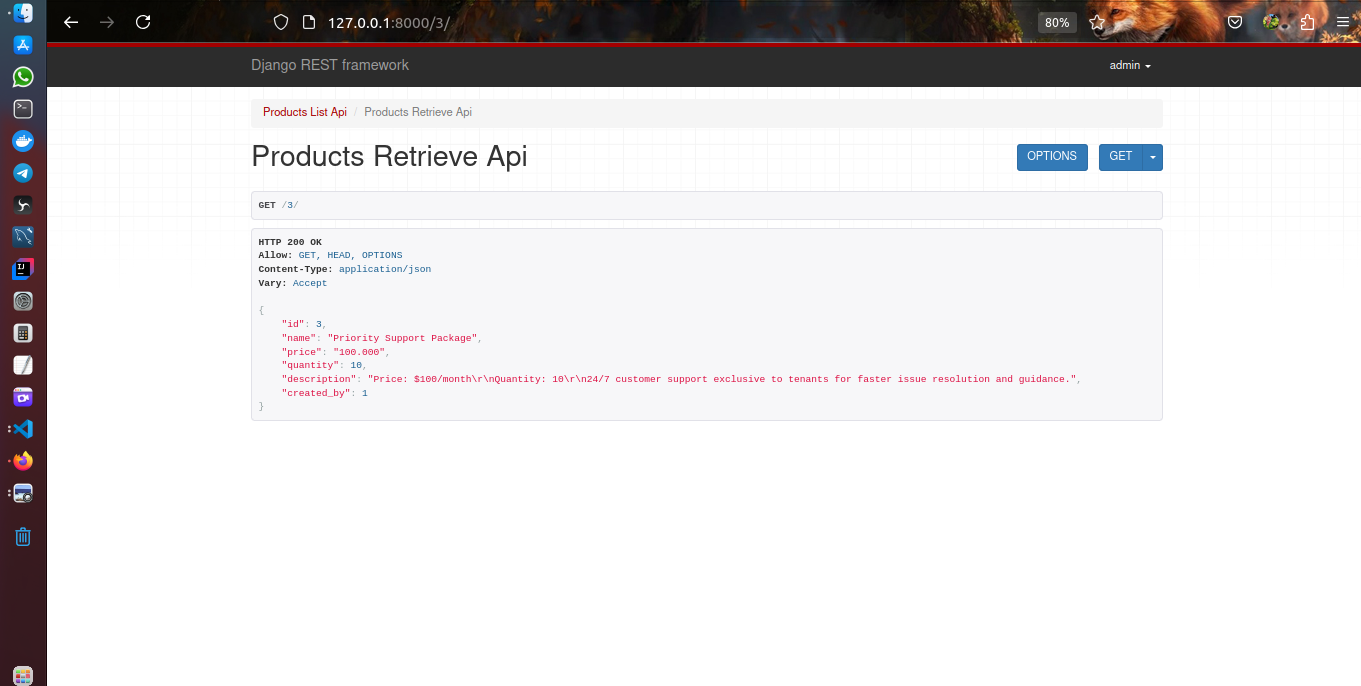 127.0.0.1:8000/3/
80%
Django REST framework
admin
Products List Api / Products Retrieve Api
Products Retrieve Api
OPTIONS
GET
GET /3/
HTTP 200 OK
Allow: GET, HEAD, OPTIONS
Content-Type: application/json
Vary: Accept
{
"id": 3,
"name": "Priority Support Package",
"price": "100.000",
"quantity": 10,
"description": "Price: $100/month\r\nQuantity: 10\r\n24/7 customer support exclusive to tenants for faster issue resolution and guidance.",
"created_by": 1
}